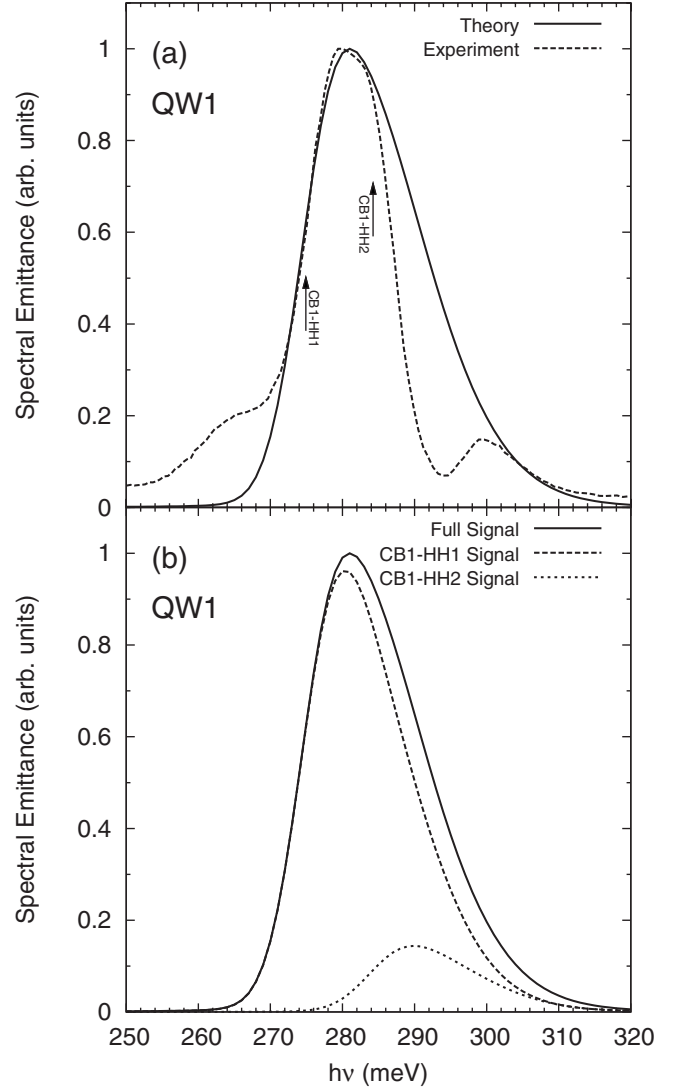 (a)
QW1
Theory
Experiment
Spectral Emittance (arb. units)
1
0.8
0.6
0.4
0.2
0
CB1-HH1
CB1-HH2
(b)
QW1
Full Signal
CB1-HH1 Signal
CB1-HH2 Signal
Spectral Emittance (arb. units)
1
0.8
0.6
0.4
0.2
0
250 260 270 280 290 300 310 320
hν (meV)